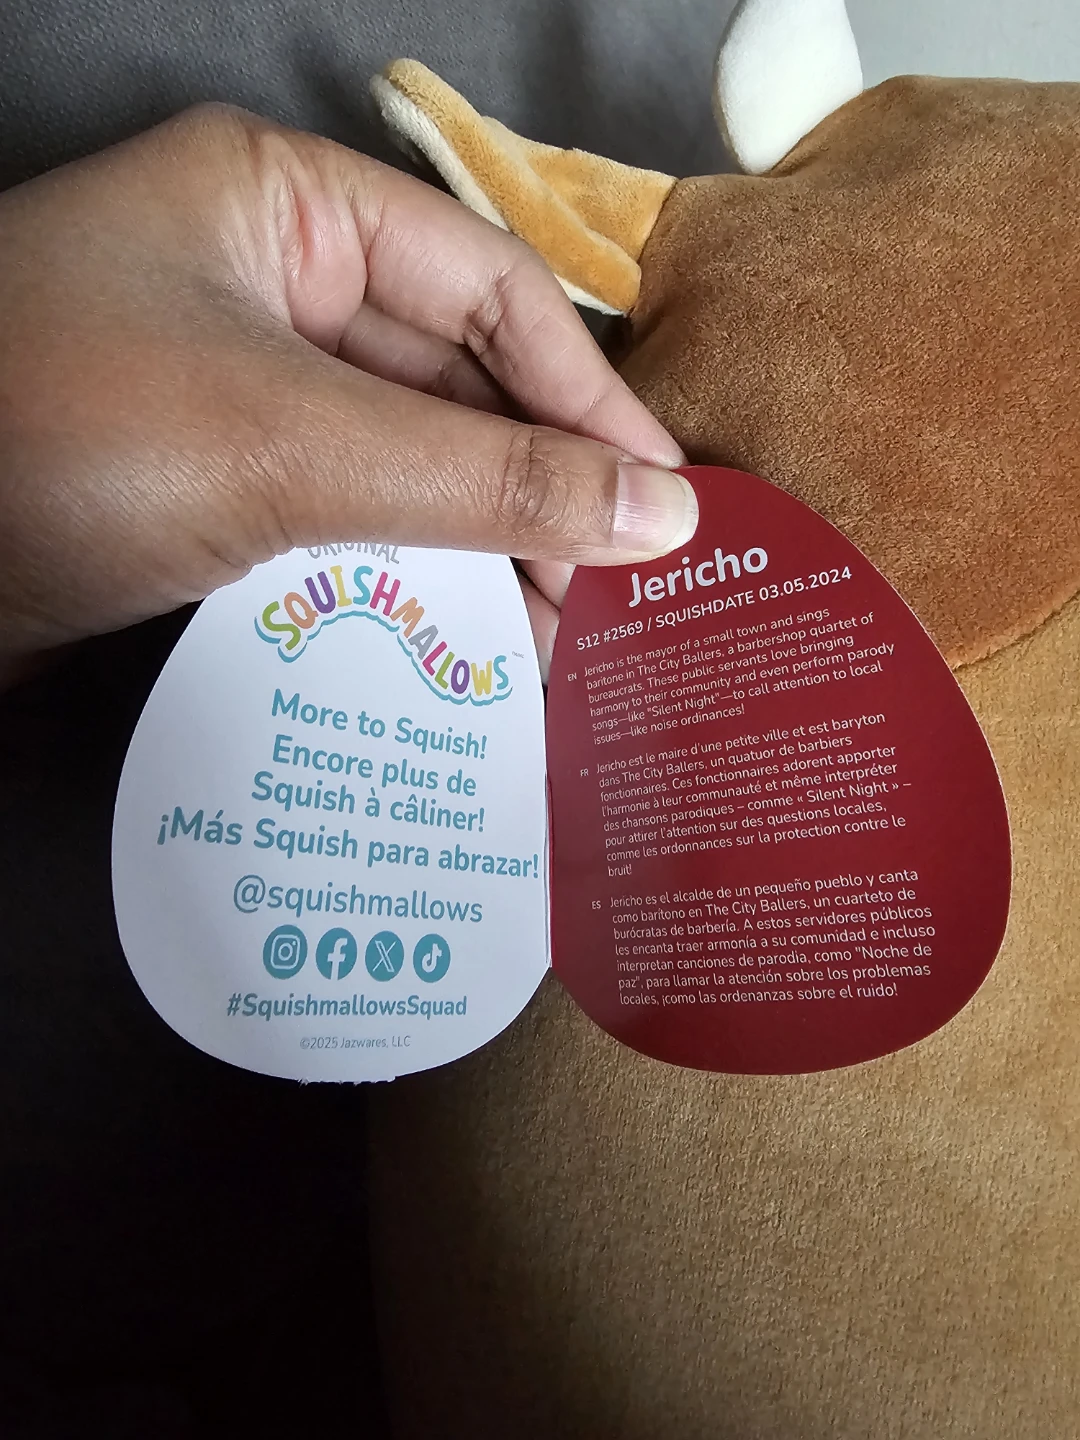 ORIGINAL
SQUISHMALLOWS
More to Squish!
Encore plus de
Squish à câliner!
¡Más Squish para abrazar!
@squishmallows
#SquishmallowsSquad
©2025 Jazwares, LLC
Jericho
S12 #2569 / SQUISHDATE 03.05.2024
EN Jericho is the mayor of a small town and sings
baritone in The City Ballers, a barbershop quartet of
bureaucrats. These public servants love bringing
harmony to their community and even perform parody
songs—like "Silent Night"—to call attention to local
issues—like noise ordinances!
FR Jericho est le maire d'une petite ville et est baryton
dans The City Ballers, un quatuor de barbiers
fonctionnaires. Ces fonctionnaires adorent apporter
l'harmonie à leur communauté et même interpréter
des chansons parodiques – comme « Silent Night » –
pour attirer l'attention sur des questions locales,
comme les ordonnances sur la protection contre le
bruit!
ES Jericho es el alcalde de un pequeño pueblo y canta
como barítono en The City Ballers, un cuarteto de
burócratas de barbería. A estos servidores públicos
les encanta traer armonía a su comunidad e incluso
interpretan canciones de parodia, como "Noche de
paz", para llamar la atención sobre los problemas
locales, ¡como las ordenanzas sobre el ruido!